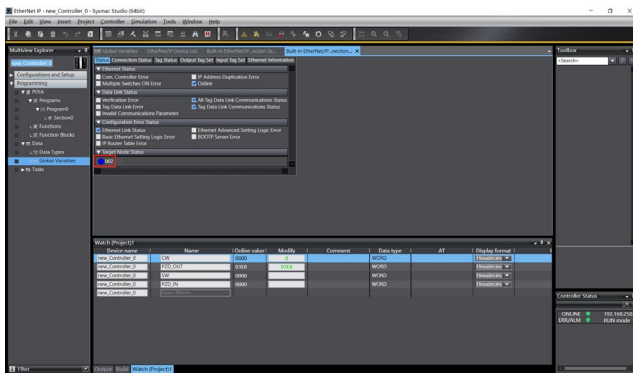 EtherNet IP - new_Controller_0 - Sysmac Studio (64bit)
File Edit View Insert Project Controller Simulation Tools Window Help
Multiview Explorer
new_Controller_0
Configurations and Setup
Programming
POUs
Programs
Program0
Section0
Functions
Function Blocks
Data
Data Types
Global Variables
Tasks
Filter
Global Variables EtherNet/IP Device List Built-in EtherNet/IP...ection Se... Built-in EtherNet/IP...nection...
Status Connection Status Tag Status Output Tag Set Input Tag Set Ethernet Information
Ethernet Status
Com. Controller Error IP Address Duplication Error
Multiple Switches ON Error Online
Data Link Status
Verification Error All Tag Data Link Communications Status
Tag Data Link Error Tag Data Link Communications Status
Invalid Communications Parameter
Configuration Error Status
Ethernet Link Status Ethernet Advanced Setting Logic Error
Basic Ethernet Setting Logic Error BOOTP Server Error
IP Router Table Error
Target Node Status
002
Watch (Project)1
Device name Name Online value Modify Comment Data type AT Display format
new_Controller_0 CW 0000 0 WORD Hexadecim
new_Controller_0 PZD_OUT 03E8 03E8 WORD Hexadecim
new_Controller_0 SW 0000 WORD Hexadecim
new_Controller_0 PZD_IN 0000 WORD Hexadecim
new_Controller_0
Output Build Watch (Project)1
Toolbox
<Search>
Controller Status
ONLINE 192.168.250
ERR/ALM RUN mode